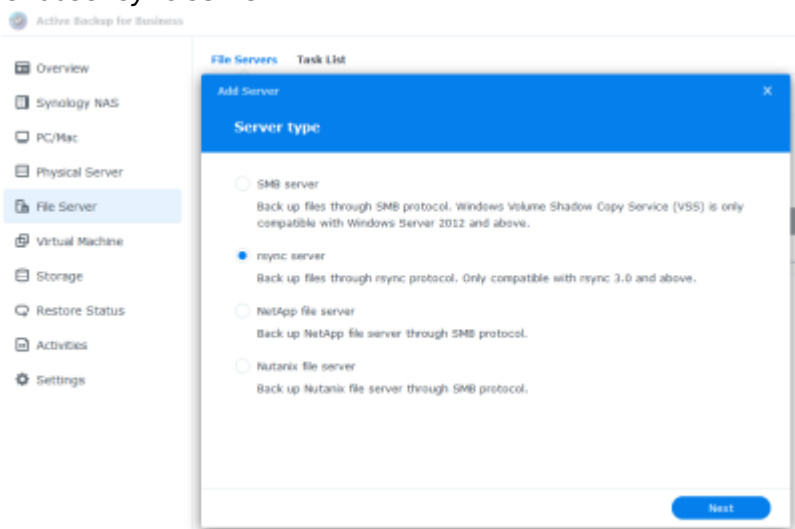 Active Backup for Business
Overview
Synology NAS
PC/Mac
Physical Server
File Server
Virtual Machine
Storage
Restore Status
Activities
Settings
File Servers Task List
Add Server
Server type
SMB server
Back up files through SMB protocol. Windows Volume Shadow Copy Service (VSS) is only
compatible with Windows Server 2012 and above.
rsync server
Back up files through rsync protocol. Only compatible with rsync 3.0 and above.
NetApp file server
Back up NetApp file server through SMB protocol.
Nutanix file server
Back up Nutanix file server through SMB protocol.
Next